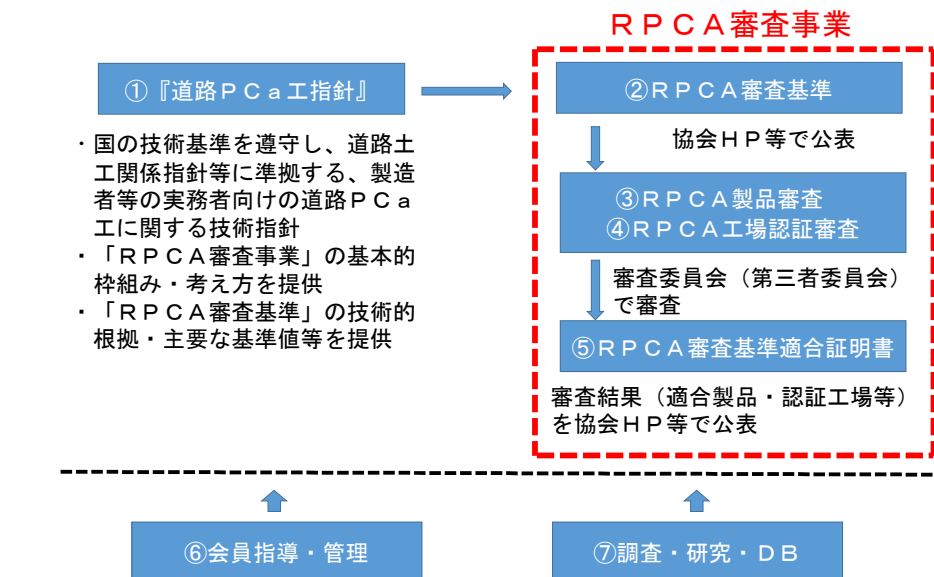 RPCA審査事業
①『道路PCa工指針』
・国の技術基準を遵守し、道路土
工関係指針等に準拠する、製造
者等の実務者向けの道路PCa
工に関する技術指針
・「RPCA審査事業」の基本的
枠組み・考え方を提供
・「RPCA審査基準」の技術的
根拠・主要な基準値等を提供
②RPCA審査基準
協会HP等で公表
③RPCA製品審査
④RPCA工場認証審査
審査委員会（第三者委員会）
で審査
⑤RPCA審査基準適合証明書
審査結果（適合製品・認証工場等）
を協会HP等で公表
⑥会員指導・管理
⑦調査・研究・DB